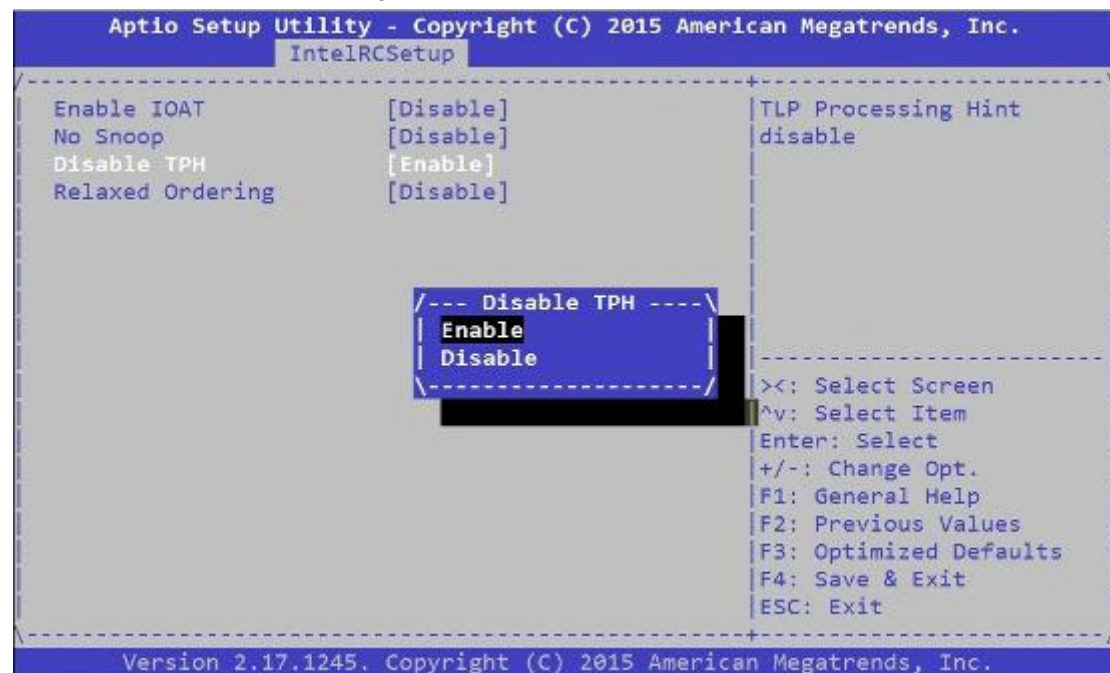 Aptio Setup Utility - Copyright (C) 2015 American Megatrends, Inc.
IntelRCSetup
Enable IOAT [Disable]
No Snoop [Disable]
Disable TPH [Enable]
Relaxed Ordering [Disable]
TLP Processing Hint
disable
/--- Disable TPH ----\
Enable
Disable
><: Select Screen
^v: Select Item
Enter: Select
+/-: Change Opt.
F1: General Help
F2: Previous Values
F3: Optimized Defaults
F4: Save & Exit
ESC: Exit
Version 2.17.1245. Copyright (C) 2015 American Megatrends, Inc.